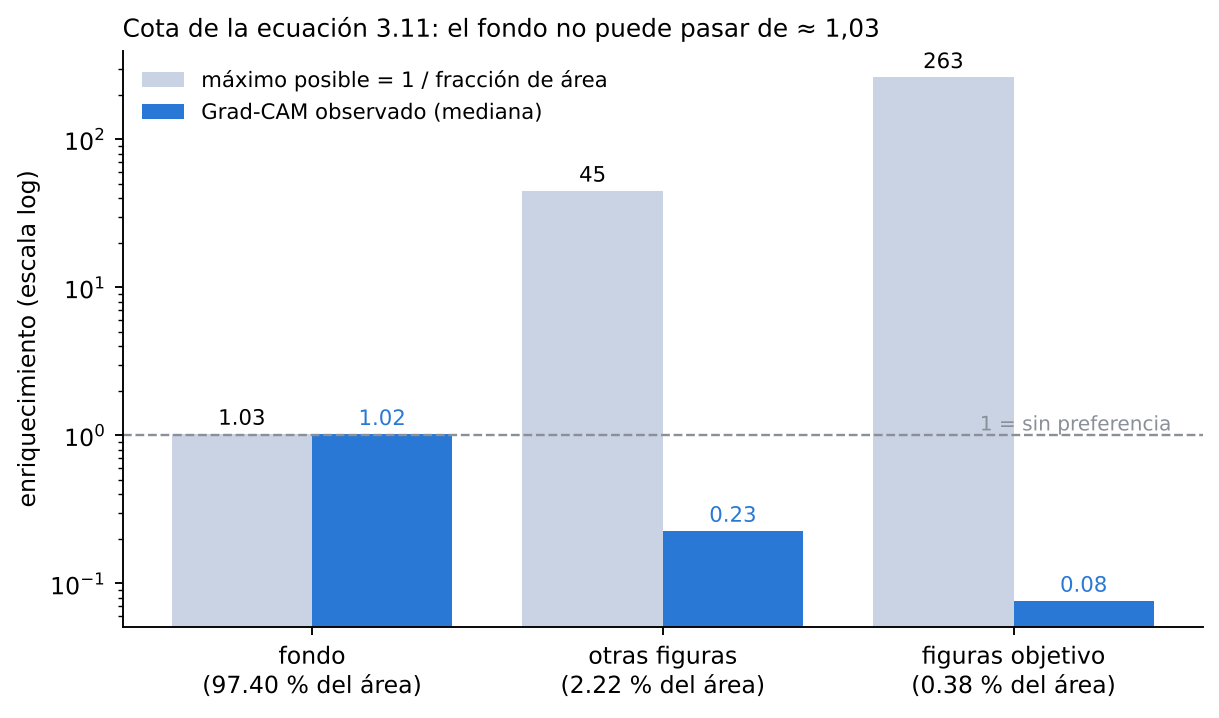 Cota de la ecuación 3.11: el fondo no puede pasar de ≈ 1,03
máximo posible = 1 / fracción de área
Grad-CAM observado (mediana)
enriquecimiento (escala log)
10²
10¹
10⁰
10⁻¹
1.03
1.02
45
0.23
263
0.08
1 = sin preferencia
fondo
(97.40 % del área)
otras figuras
(2.22 % del área)
figuras objetivo
(0.38 % del área)